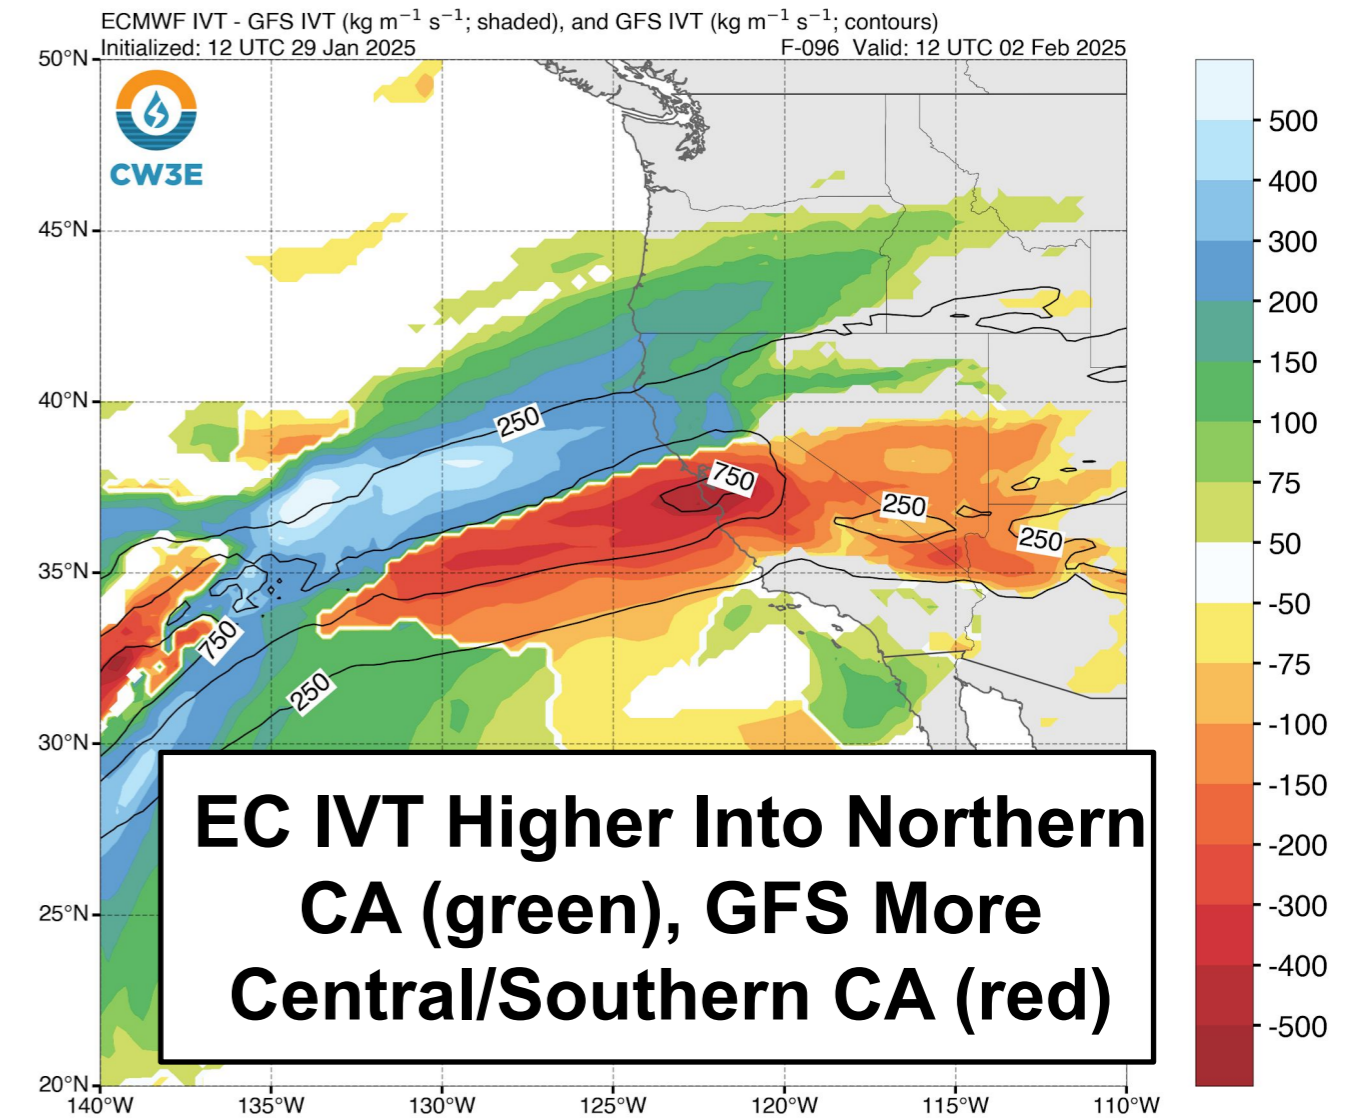 ECMWF IVT - GFS IVT (kg m⁻¹ s⁻¹; shaded), and GFS IVT (kg m⁻¹ s⁻¹; contours)
Initialized: 12 UTC 29 Jan 2025
F-096 Valid: 12 UTC 02 Feb 2025
CW3E
50°N
45°N
40°N
35°N
30°N
25°N
20°N
250
750
250
250
750
250
EC IVT Higher Into Northern
CA (green), GFS More
Central/Southern CA (red)
140°W
135°W
130°W
125°W
120°W
115°W
110°W
500
400
300
200
150
100
75
50
-50
-75
-100
-150
-200
-300
-400
-500